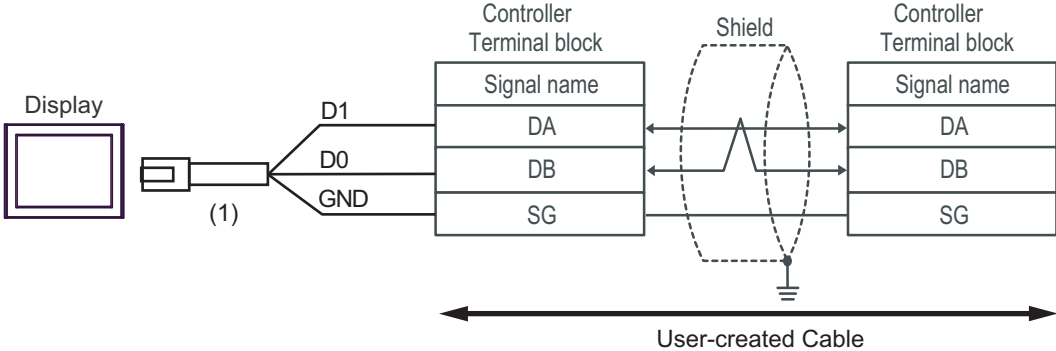 Controller
Terminal block
Controller
Terminal block
Shield
Signal name
Signal name
Display
D1
DA
DA
D0
DB
DB
GND
SG
SG
(1)
User-created Cable